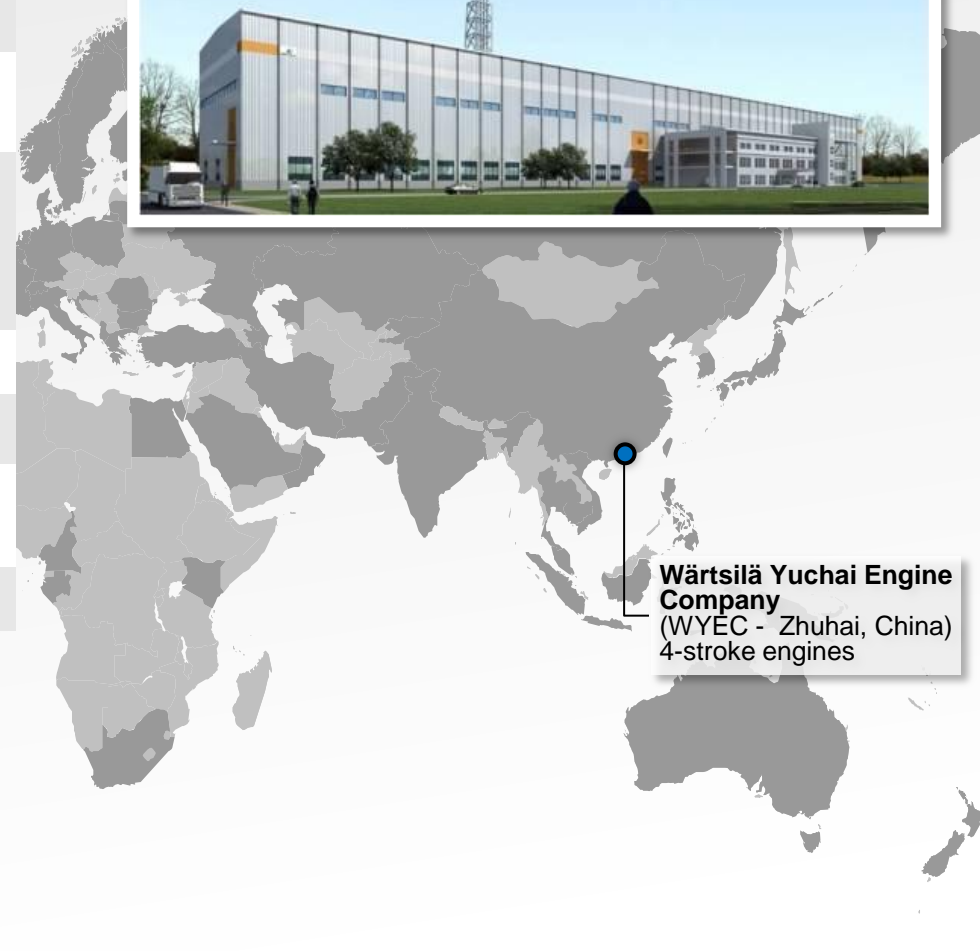 Wärtsilä Yuchai Engine
Company
(WYEC -  Zhuhai, China)
4-stroke engines